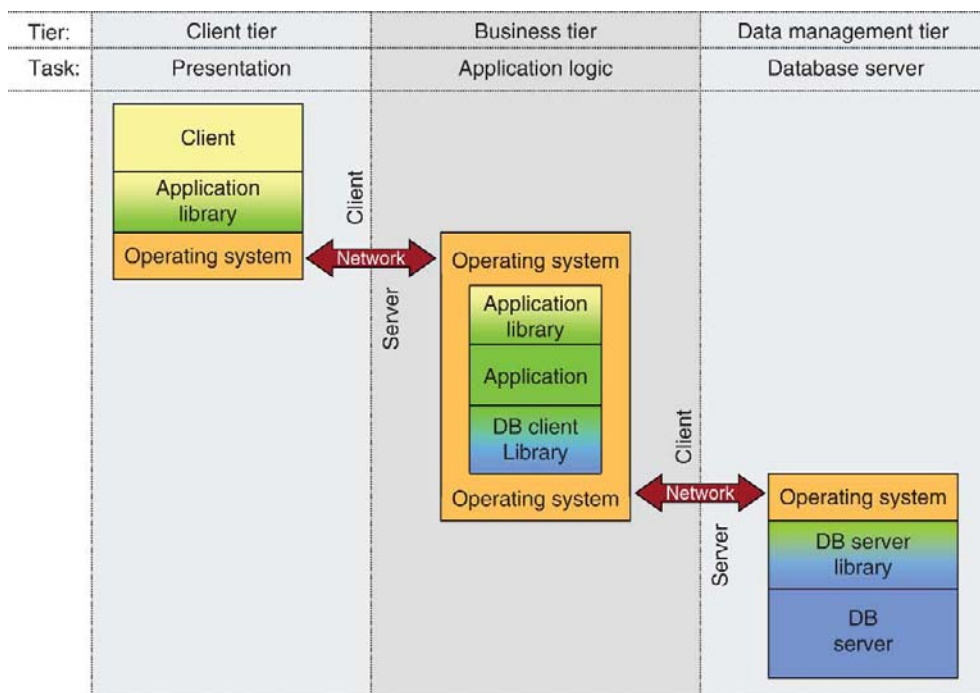 Tier: Client tier Business tier Data management tier
Task: Presentation Application logic Database server
Client
Application
library
Operating system
Client
Network
Server
Operating system
Application
library
Application
DB client
Library
Operating system
Client
Network
Server
Operating system
DB server
library
DB
server